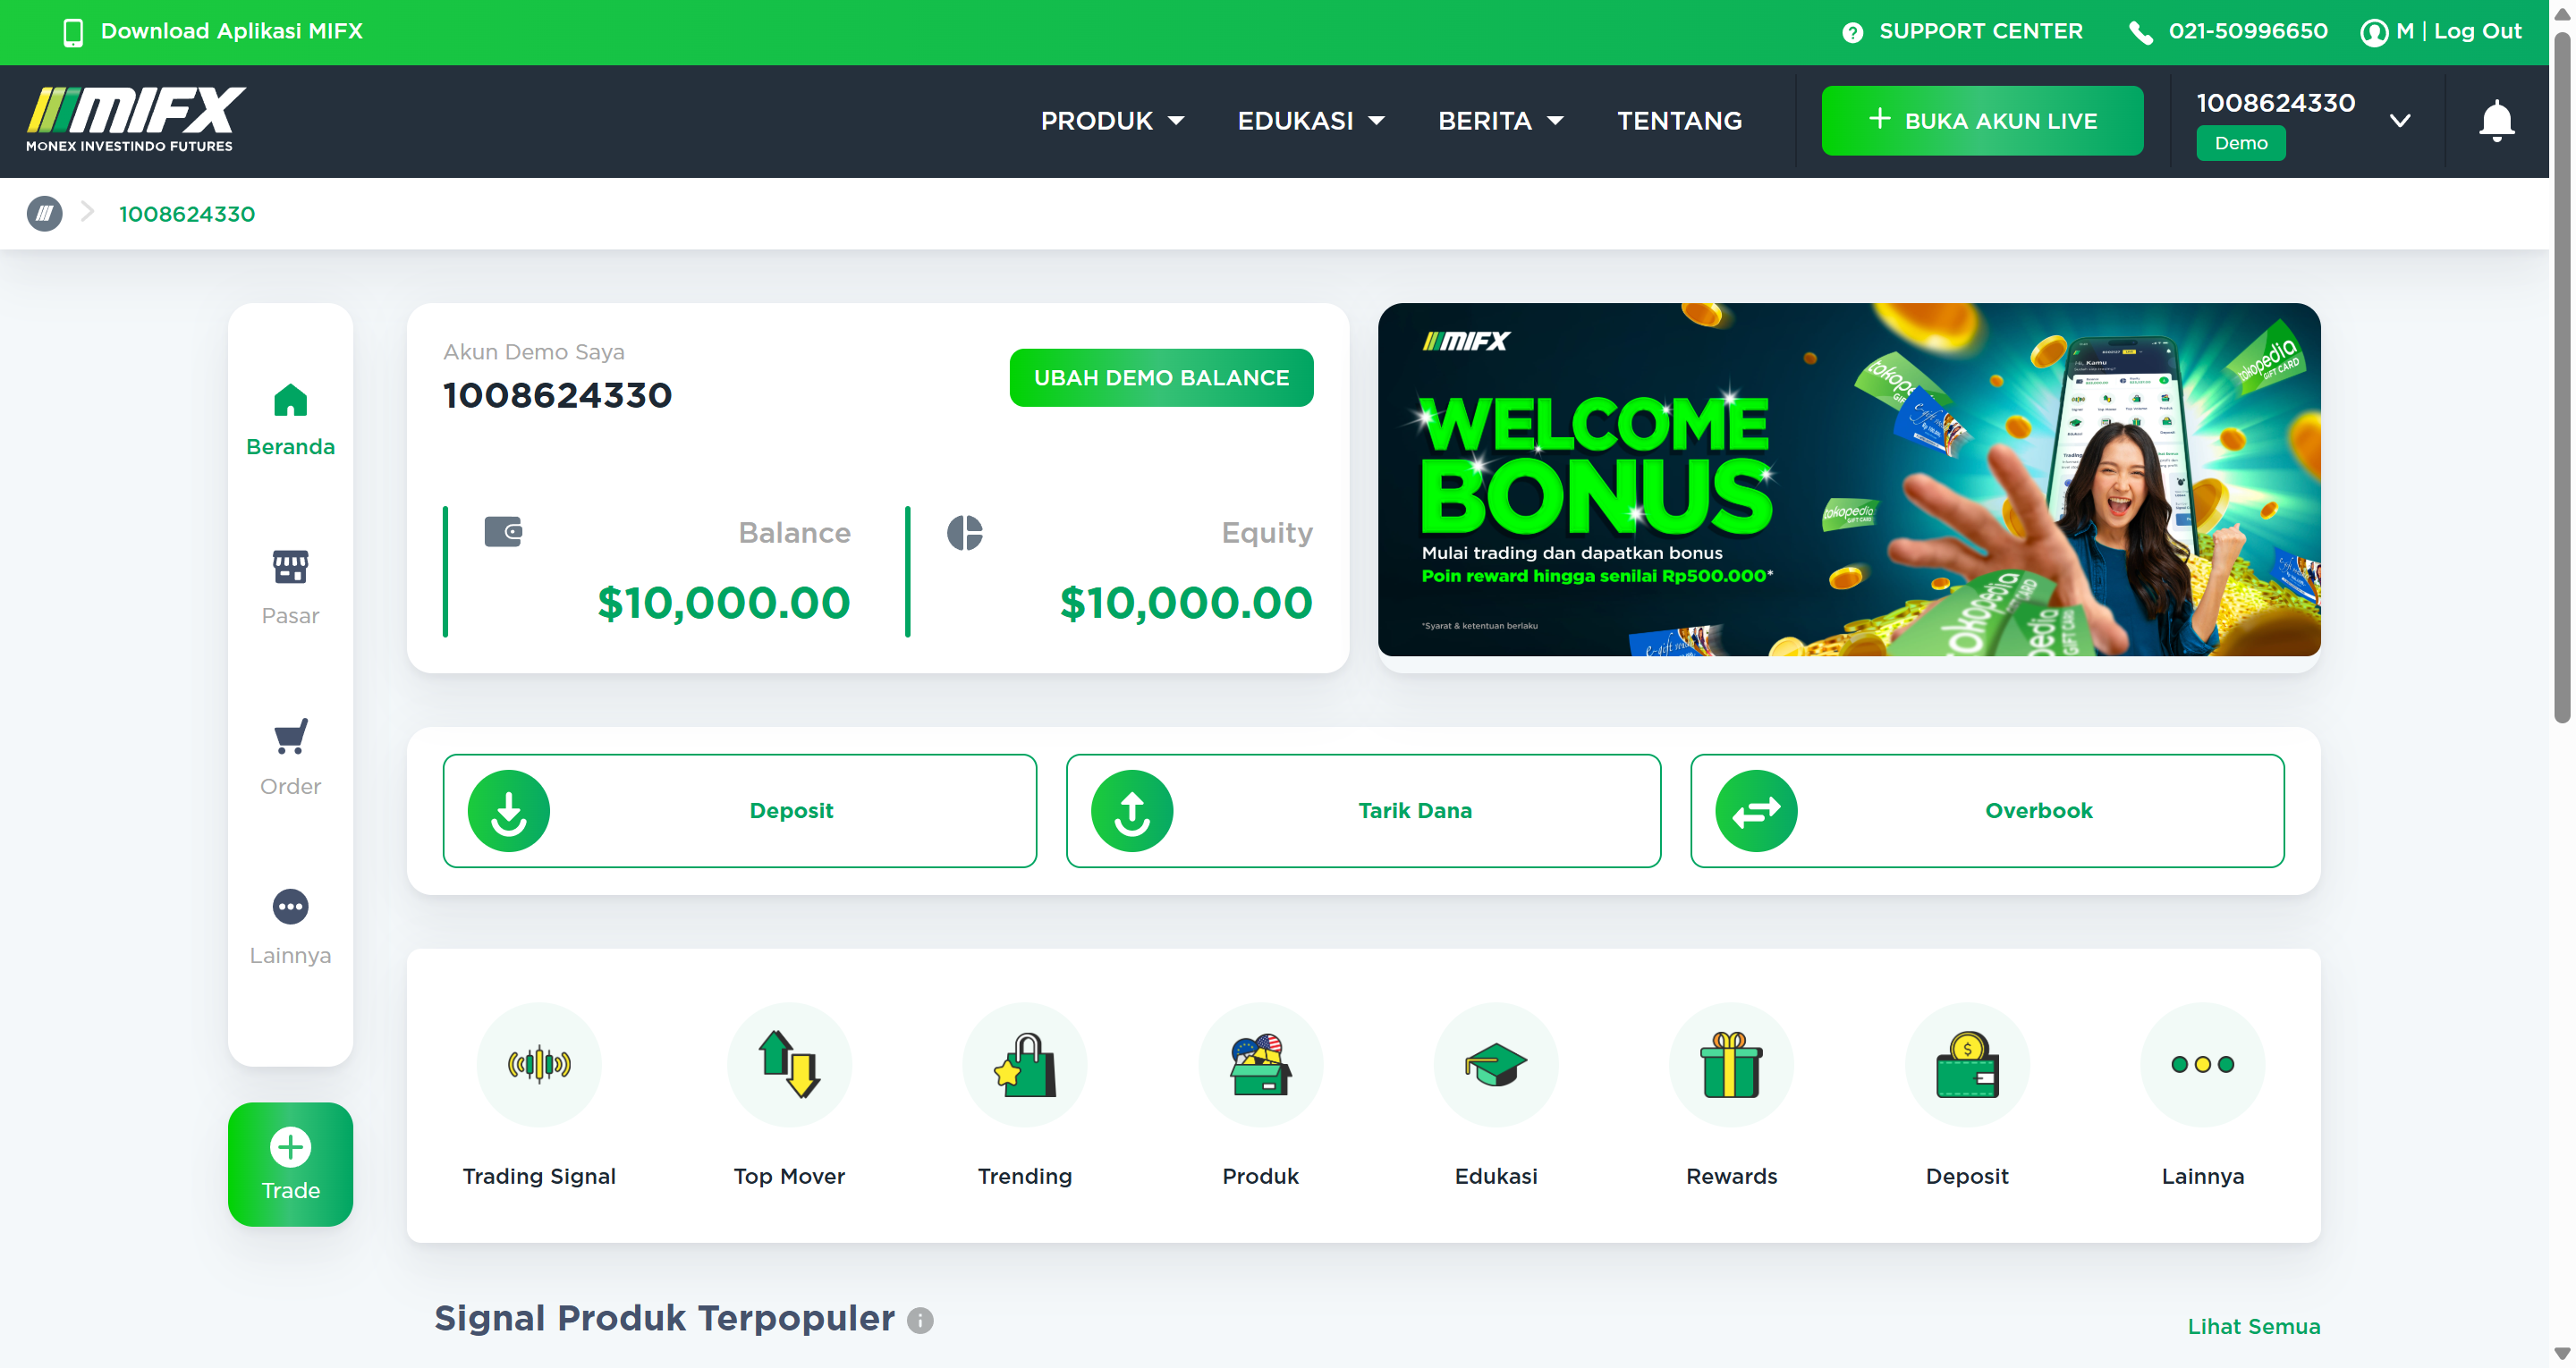 Download Aplikasi MIFX
SUPPORT CENTER
021-50996650
M | Log Out
MIFX
MONEX INVESTINDO FUTURES
PRODUK
EDUKASI
BERITA
TENTANG
+ BUKA AKUN LIVE
1008624330
Demo
1008624330
Beranda
Pasar
Order
Lainnya
Trade
Akun Demo Saya
1008624330
UBAH DEMO BALANCE
Balance
$10,000.00
Equity
$10,000.00
MIFX
WELCOME
BONUS
Mulai trading dan dapatkan bonus
Poin reward hingga senilai Rp500.000*
*Syarat & ketentuan berlaku
tokopedia
GIFT CARD
tokopedia
GIFT CARD
tokopedia
Deposit
Tarik Dana
Overbook
Trading Signal
Top Mover
Trending
Produk
Edukasi
Rewards
Deposit
Lainnya
Signal Produk Terpopuler
Lihat Semua